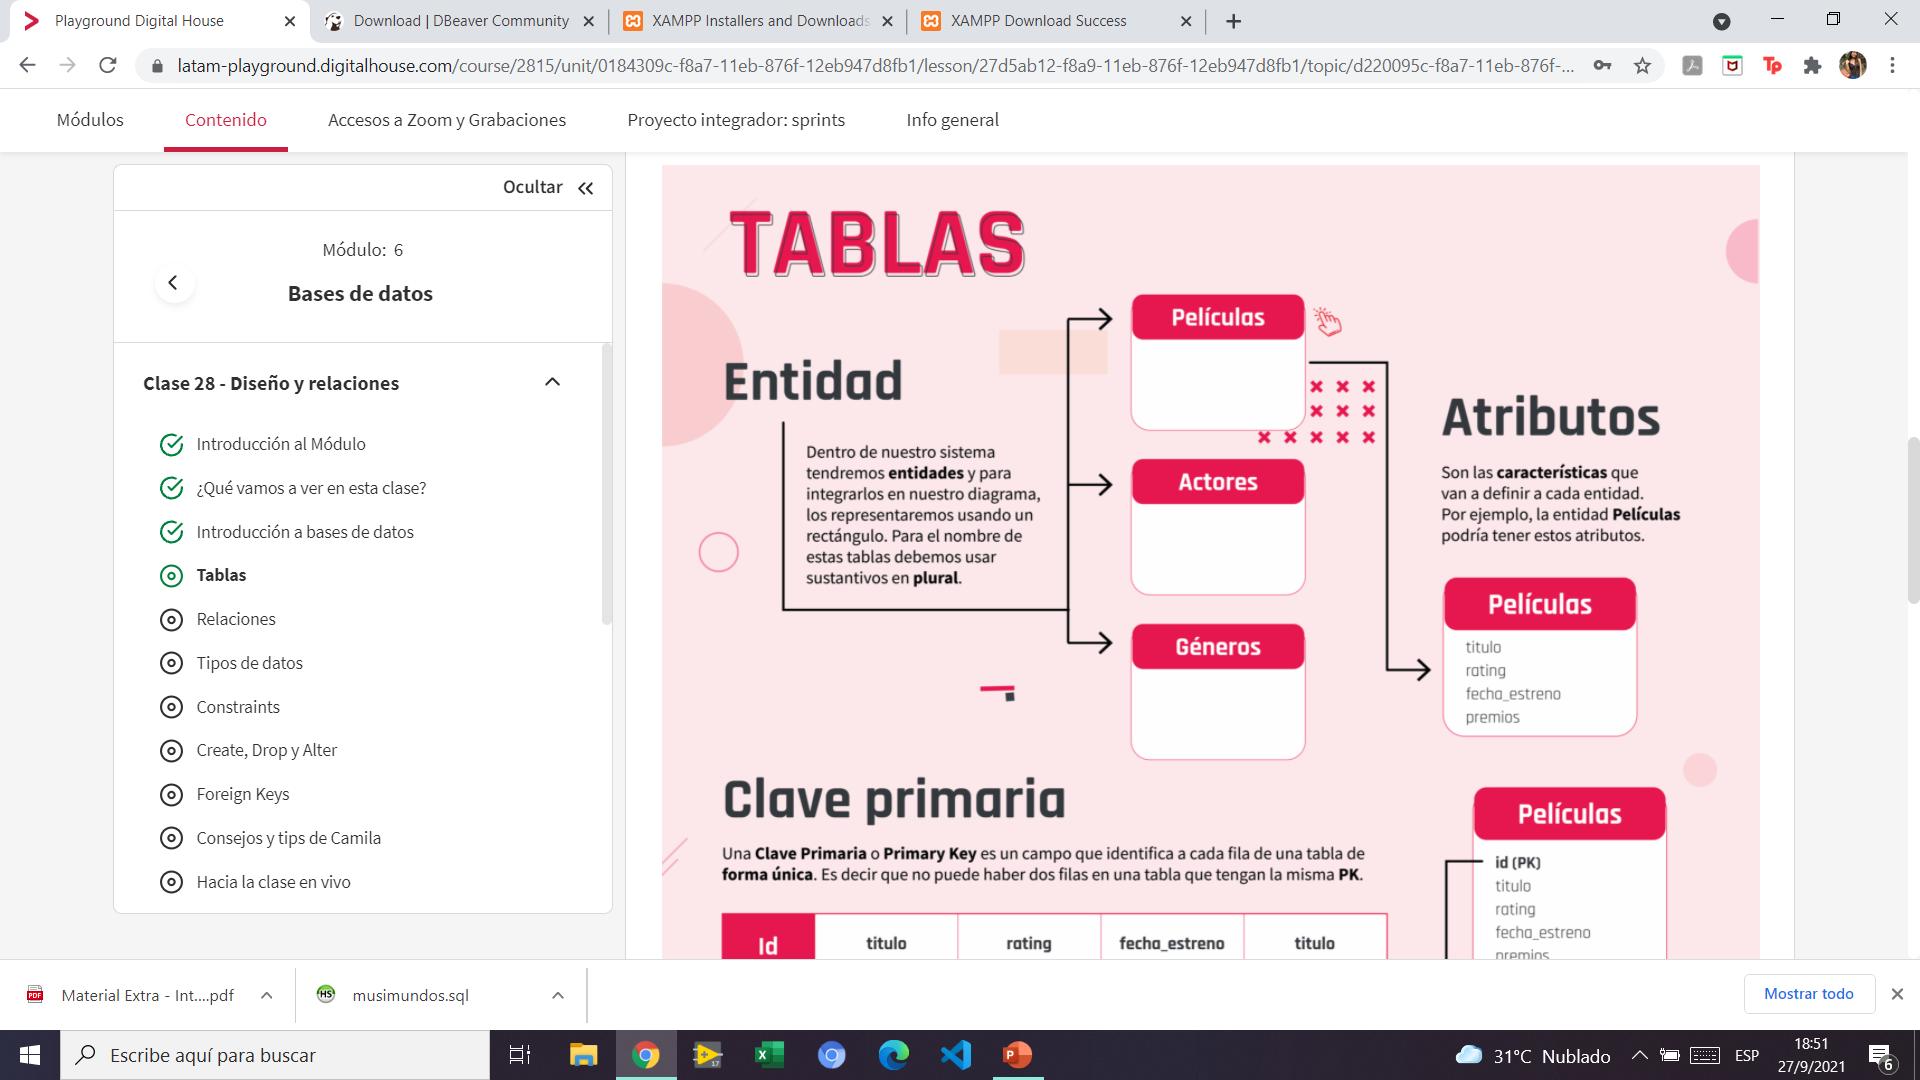 Playground Digital House
Download | DBeaver Community
XAMPP Installers and Downloads
XAMPP Download Success
latam-playground.digitalhouse.com/course/2815/unit/0184309c-f8a7-11eb-876f-12eb947d8fb1/lesson/27d5ab12-f8a9-11eb-876f-12eb947d8fb1/topic/d220095c-f8a7-11eb-876f-...
Módulos
Contenido
Accesos a Zoom y Grabaciones
Proyecto integrador: sprints
Info general
Ocultar
Módulo: 6
Bases de datos
Clase 28 - Diseño y relaciones
Introducción al Módulo
¿Qué vamos a ver en esta clase?
Introducción a bases de datos
Tablas
Relaciones
Tipos de datos
Constraints
Create, Drop y Alter
Foreign Keys
Consejos y tips de Camila
Hacia la clase en vivo
TABLAS
Entidad
Dentro de nuestro sistema
tendremos entidades y para
integrarlos en nuestro diagrama,
los representaremos usando un
rectángulo. Para el nombre de
estas tablas debemos usar
sustantivos en plural.
Películas
Actores
Géneros
Atributos
Son las características que
van a definir a cada entidad.
Por ejemplo, la entidad Películas
podría tener estos atributos.
Películas
titulo
rating
fecha_estreno
premios
Clave primaria
Una Clave Primaria o Primary Key es un campo que identifica a cada fila de una tabla de
forma única. Es decir que no puede haber dos filas en una tabla que tengan la misma PK.
Id titulo rating fecha_estreno titulo
Películas
id (PK)
titulo
rating
fecha_estreno
premios
PDF
Material Extra - Int....pdf
HS
musimundos.sql
Mostrar todo
Escribe aquí para buscar
31°C Nublado
ESP
18:51
27/9/2021
6